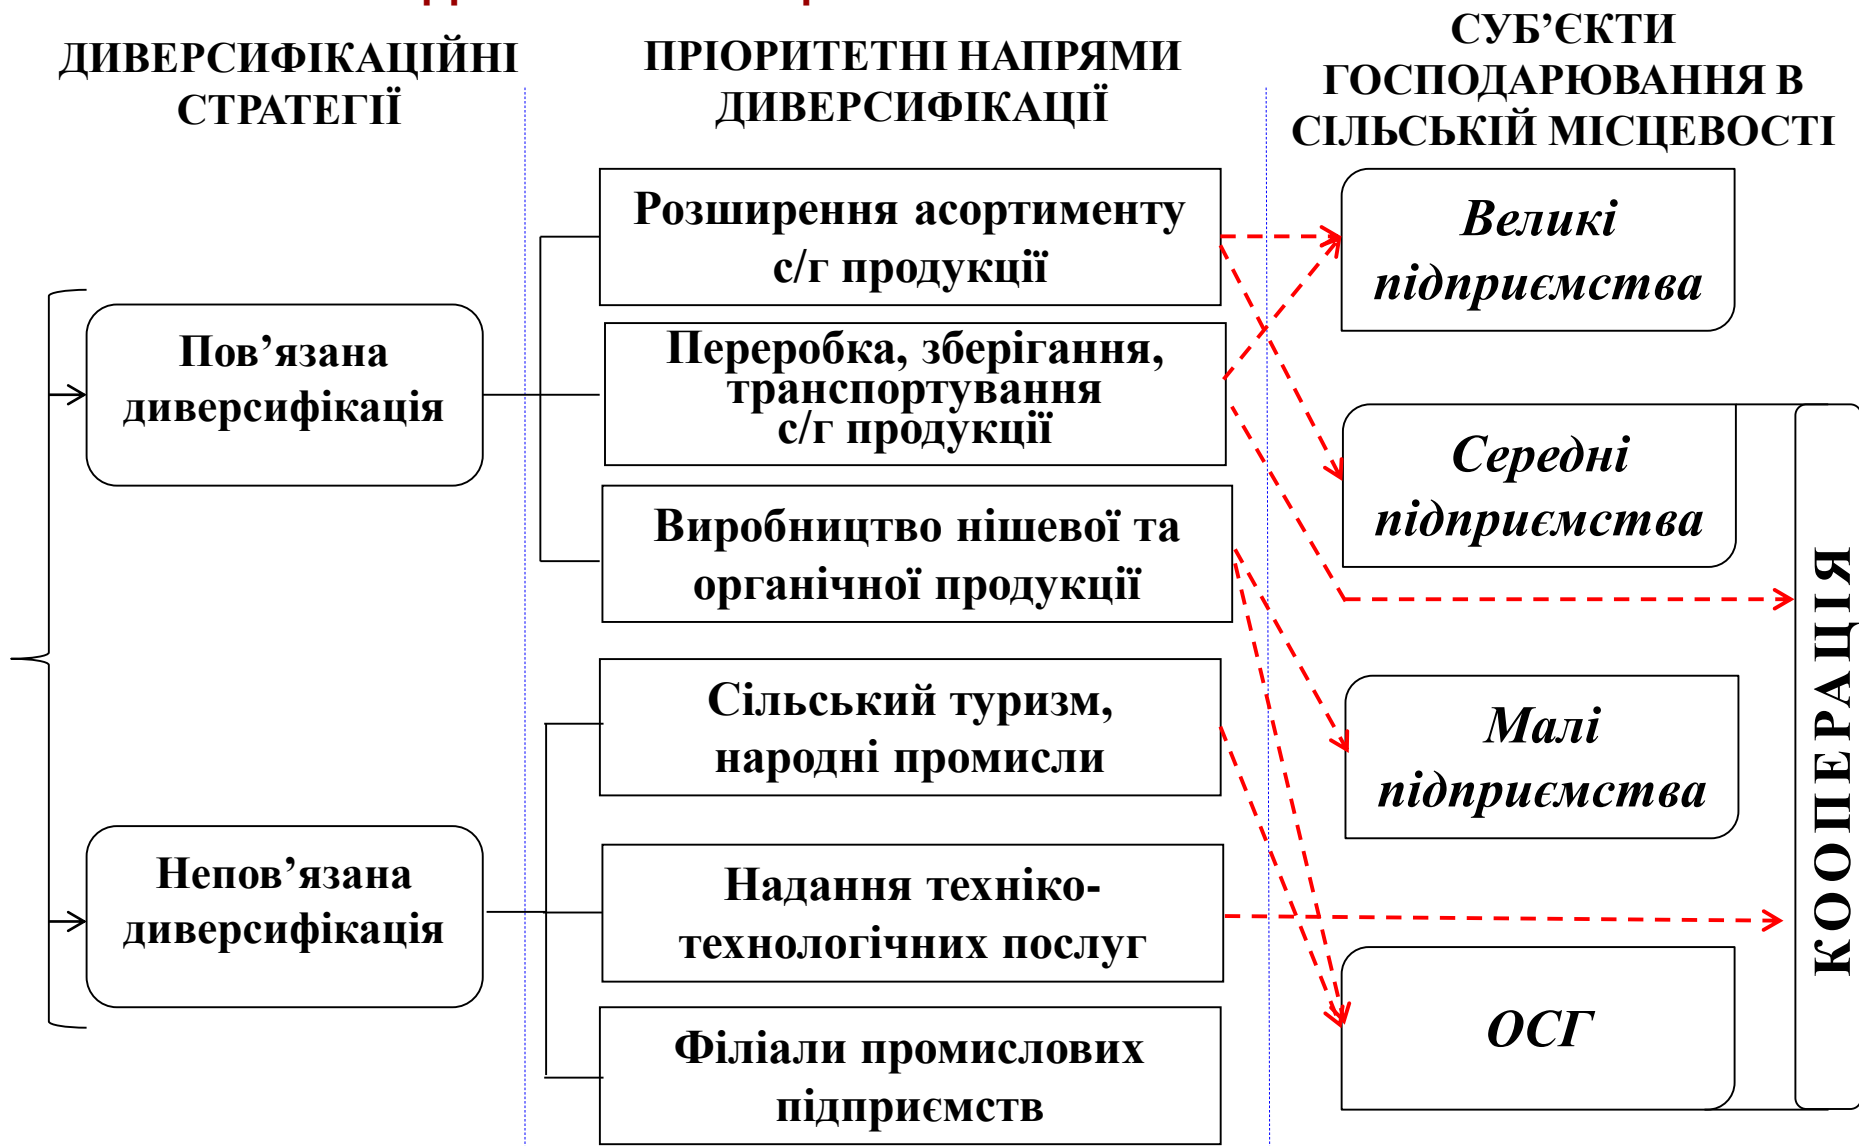 ДИВЕРСИФІКАЦІЙНІ
СТРАТЕГІЇ
ПРІОРИТЕТНІ НАПРЯМИ
ДИВЕРСИФІКАЦІЇ
СУБ’ЄКТИ
ГОСПОДАРЮВАННЯ В
СІЛЬСЬКІЙ МІСЦЕВОСТІ
Пов’язана
диверсифікація
Непов’язана
диверсифікація
Розширення асортименту
с/г продукції
Переробка, зберігання,
транспортування
с/г продукції
Виробництво нішевої та
органічної продукції
Сільський туризм,
народні промисли
Надання техніко-
технологічних послуг
Філіали промислових
підприємств
Великі
підприємства
Середні
підприємства
Малі
підприємства
ОСГ
КООПЕРАЦІЯ